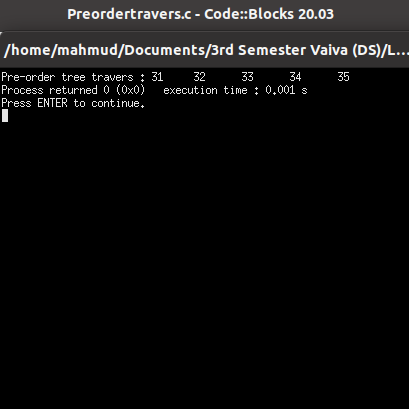 Preordertravers.c - Code::Blocks 20.03
/home/mahmud/Documents/3rd Semester Vaiva (DS)/L...
Pre-order tree travers : 31 32 33 34 35
Process returned 0 (0x0) execution time : 0.001 s
Press ENTER to continue.